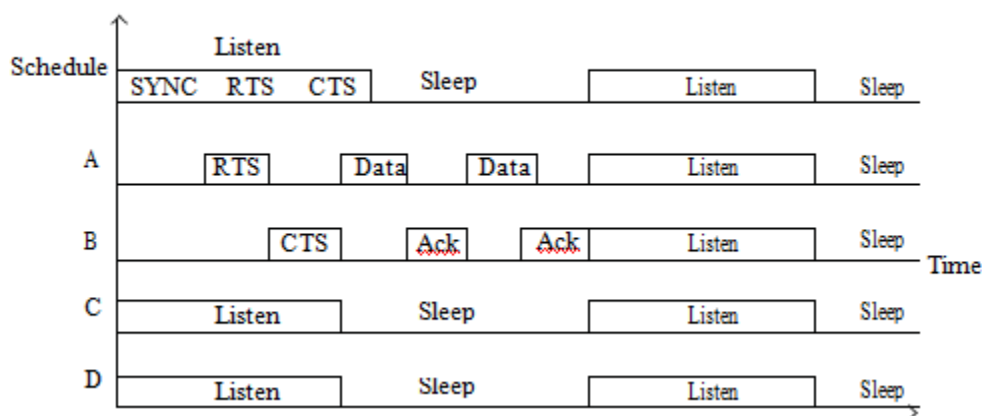 Listen
Schedule SYNC RTS CTS Sleep Listen Sleep
A RTS Data Data Listen Sleep
B CTS Ack Ack Listen Sleep
Time
C Listen Sleep Listen Sleep
D Listen Sleep Listen Sleep